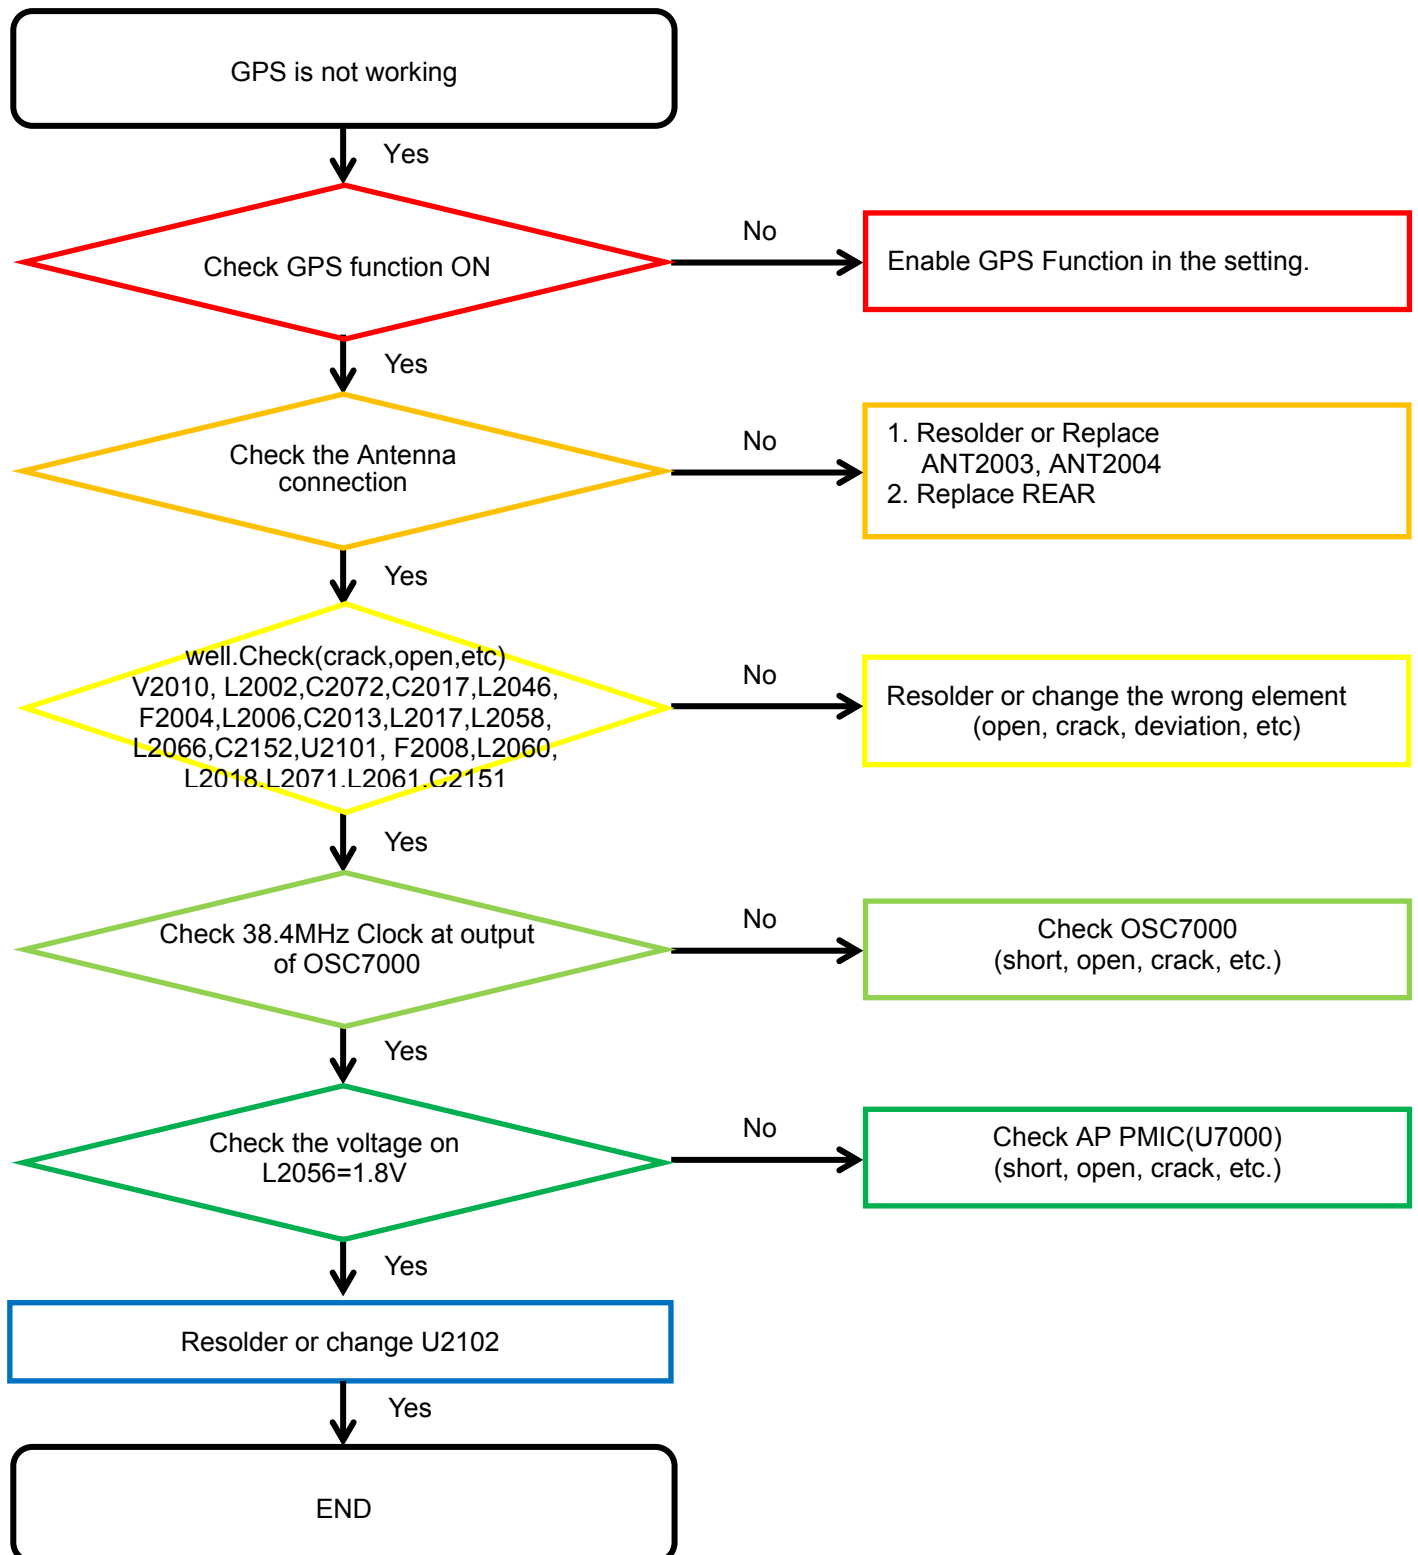 GPS is not working
Yes
Check GPS function ON
No
Enable GPS Function in the setting.
Yes
Check the Antenna
connection
No
1. Resolder or Replace
ANT2003, ANT2004
2. Replace REAR
Yes
well.Check(crack,open,etc)
V2010, L2002,C2072,C2017,L2046,
F2004,L2006,C2013,L2017,L2058,
L2066,C2152,U2101, F2008,L2060,
L2018,L2071,L2061,C2151
No
Resolder or change the wrong element
(open, crack, deviation, etc)
Yes
Check 38.4MHz Clock at output
of OSC7000
No
Check OSC7000
(short, open, crack, etc.)
Yes
Check the voltage on
L2056=1.8V
No
Check AP PMIC(U7000)
(short, open, crack, etc.)
Yes
Resolder or change U2102
Yes
END